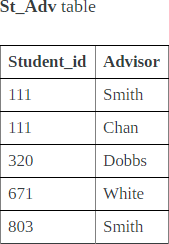 St_Adv table
Student_id Advisor
111 Smith
111 Chan
320 Dobbs
671 White
803 Smith